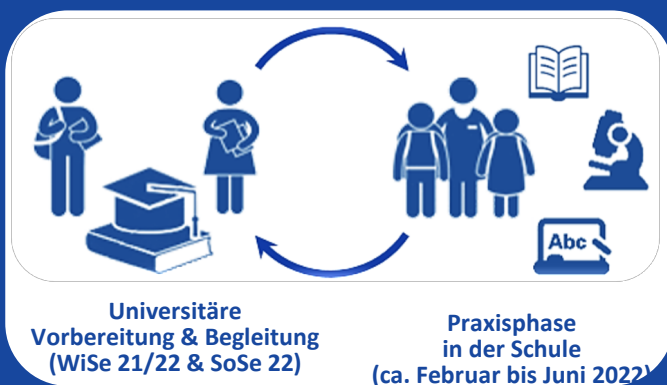 Abc
Universitäre
Vorbereitung & Begleitung
(WiSe 21/22 & SoSe 22)
Praxisphase
in der Schule
(ca. Februar bis Juni 2022)